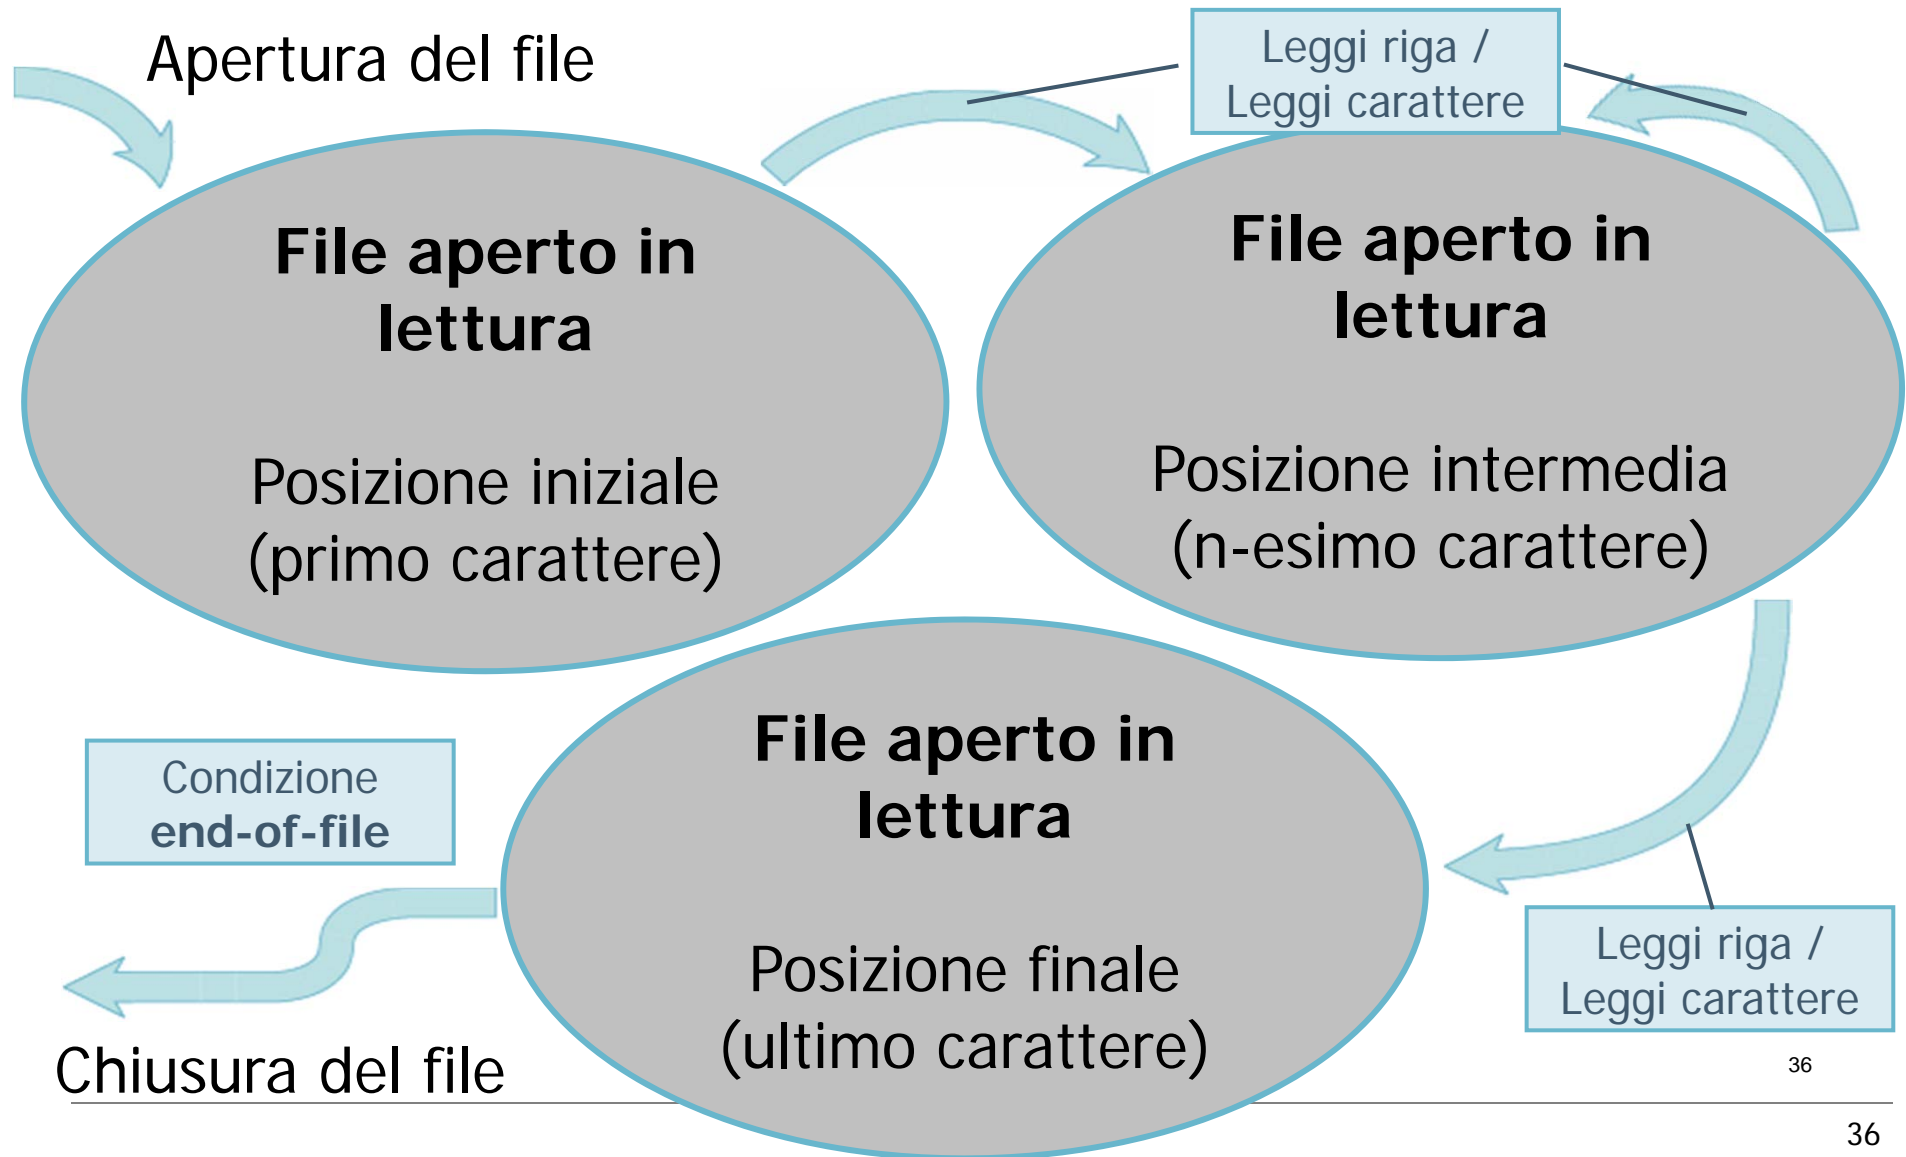 Apertura del file
Leggi riga /
Leggi carattere
File aperto in
lettura
Posizione iniziale
(primo carattere)
File aperto in
lettura
Posizione intermedia
(n-esimo carattere)
Condizione
end-of-file
File aperto in
lettura
Posizione finale
(ultimo carattere)
Leggi riga /
Leggi carattere
Chiusura del file
36
36